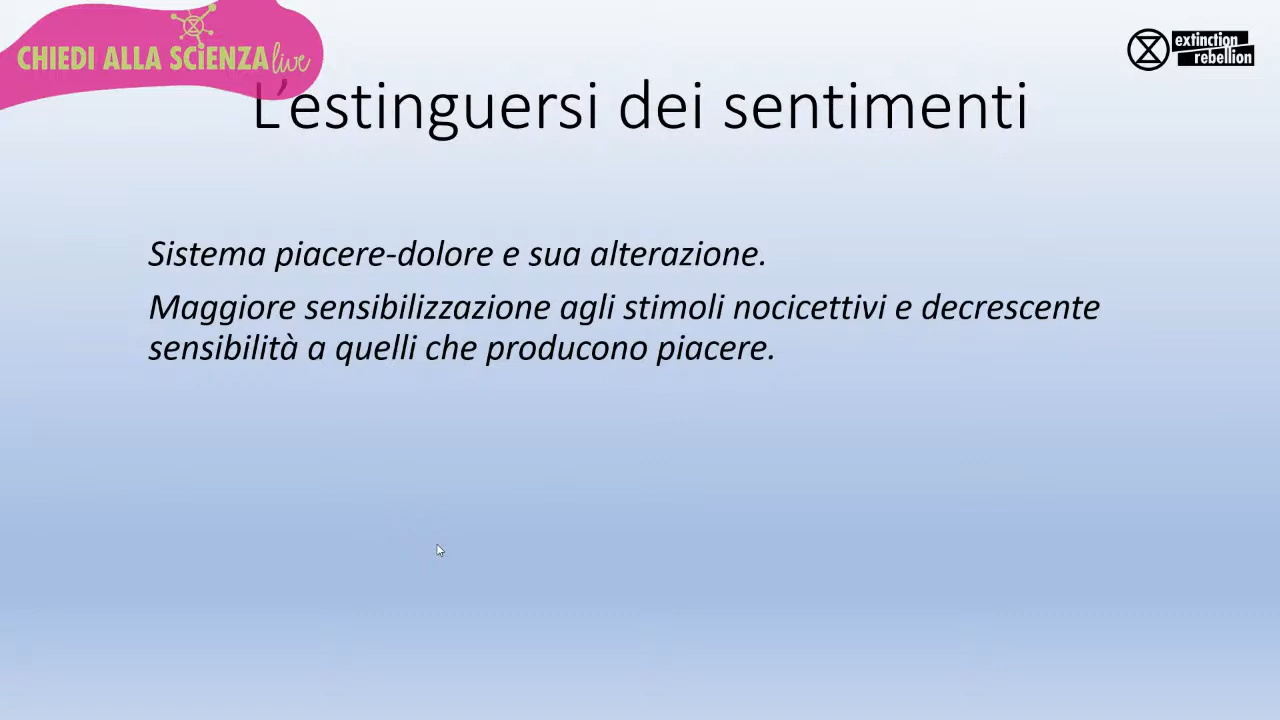 CHIEDI ALLA SCIENZA live
extinction
rebellion
L'estinguersi dei sentimenti
Sistema piacere-dolore e sua alterazione.
Maggiore sensibilizzazione agli stimoli nocicettivi e decrescente
sensibilità a quelli che producono piacere.